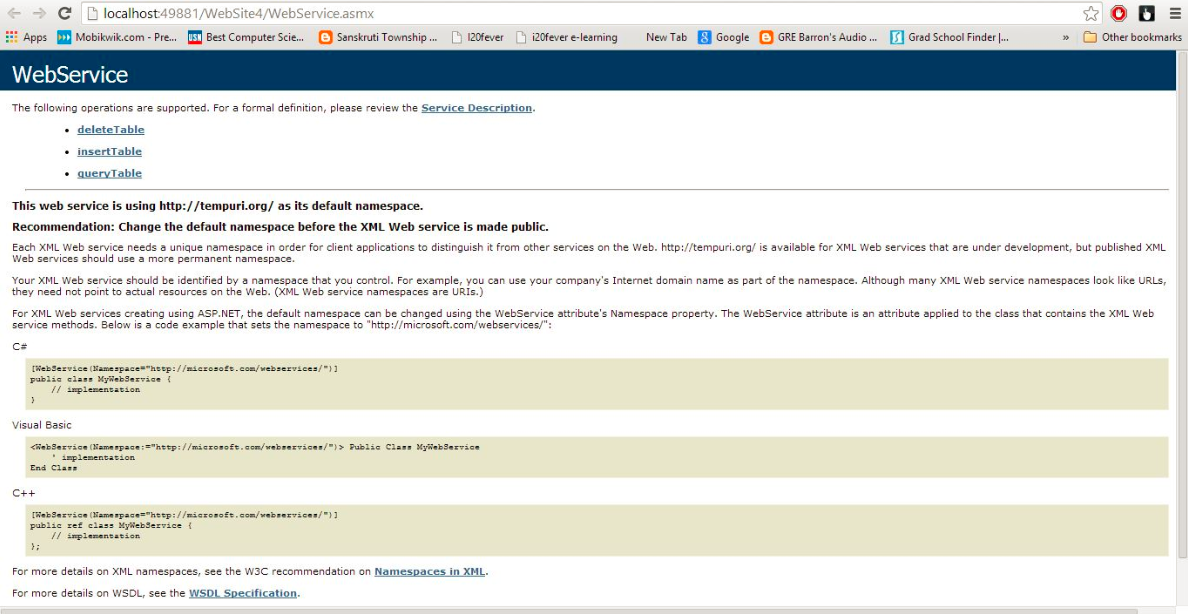 localhost:49881/WebSite4/WebService.asmx
Apps Mobikwik.com - Pre... Best Computer Scie... Sanskruti Township ... I20fever i20fever e-learning New Tab Google GRE Barron's Audio ... Grad School Finder |... » Other bookmarks
WebService
The following operations are supported. For a formal definition, please review the Service Description.
• deleteTable
• insertTable
• queryTable
This web service is using http://tempuri.org/ as its default namespace.
Recommendation: Change the default namespace before the XML Web service is made public.
Each XML Web service needs a unique namespace in order for client applications to distinguish it from other services on the Web. http://tempuri.org/ is available for XML Web services that are under development, but published XML
Web services should use a more permanent namespace.
Your XML Web service should be identified by a namespace that you control. For example, you can use your company's Internet domain name as part of the namespace. Although many XML Web service namespaces look like URLs,
they need not point to actual resources on the Web. (XML Web service namespaces are URIs.)
For XML Web services creating using ASP.NET, the default namespace can be changed using the WebService attribute's Namespace property. The WebService attribute is an attribute applied to the class that contains the XML Web
service methods. Below is a code example that sets the namespace to "http://microsoft.com/webservices/":
C#
[WebService(Namespace="http://microsoft.com/webservices/")]
public class MyWebService {
// implementation
}
Visual Basic
<WebService(Namespace:="http://microsoft.com/webservices/")> Public Class MyWebService
' implementation
End Class
C++
[WebService(Namespace="http://microsoft.com/webservices/")]
public ref class MyWebService {
// implementation
};
For more details on XML namespaces, see the W3C recommendation on Namespaces in XML.
For more details on WSDL, see the WSDL Specification.